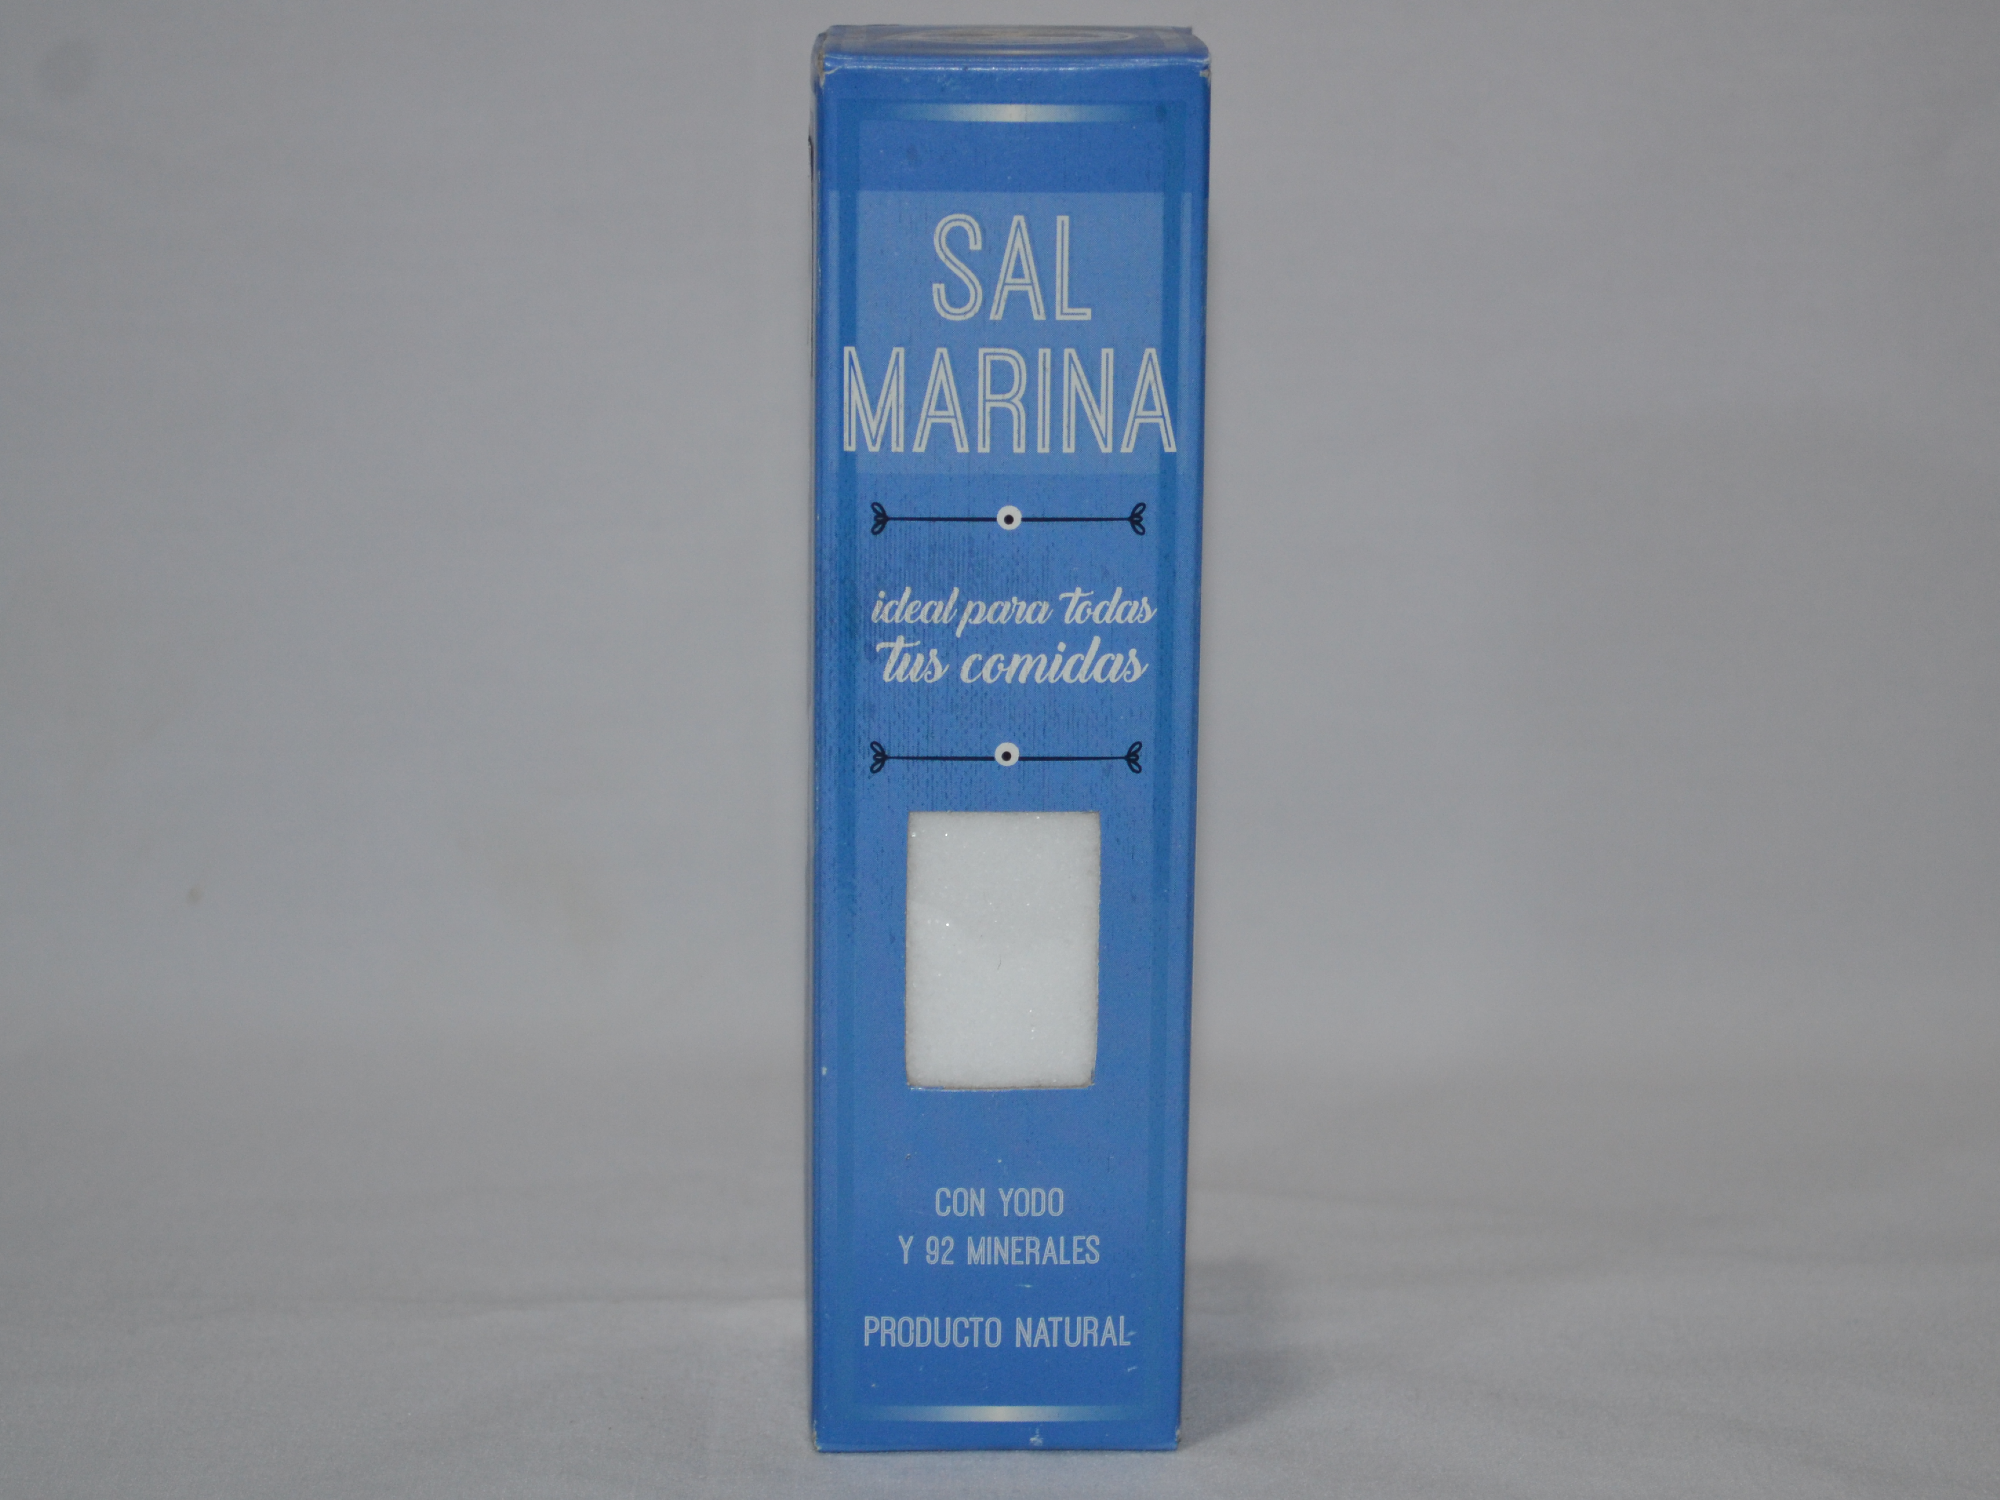 SAL
MARINA
ideal para todas
tus comidas
CON YODO
Y 92 MINERALES
PRODUCTO NATURAL